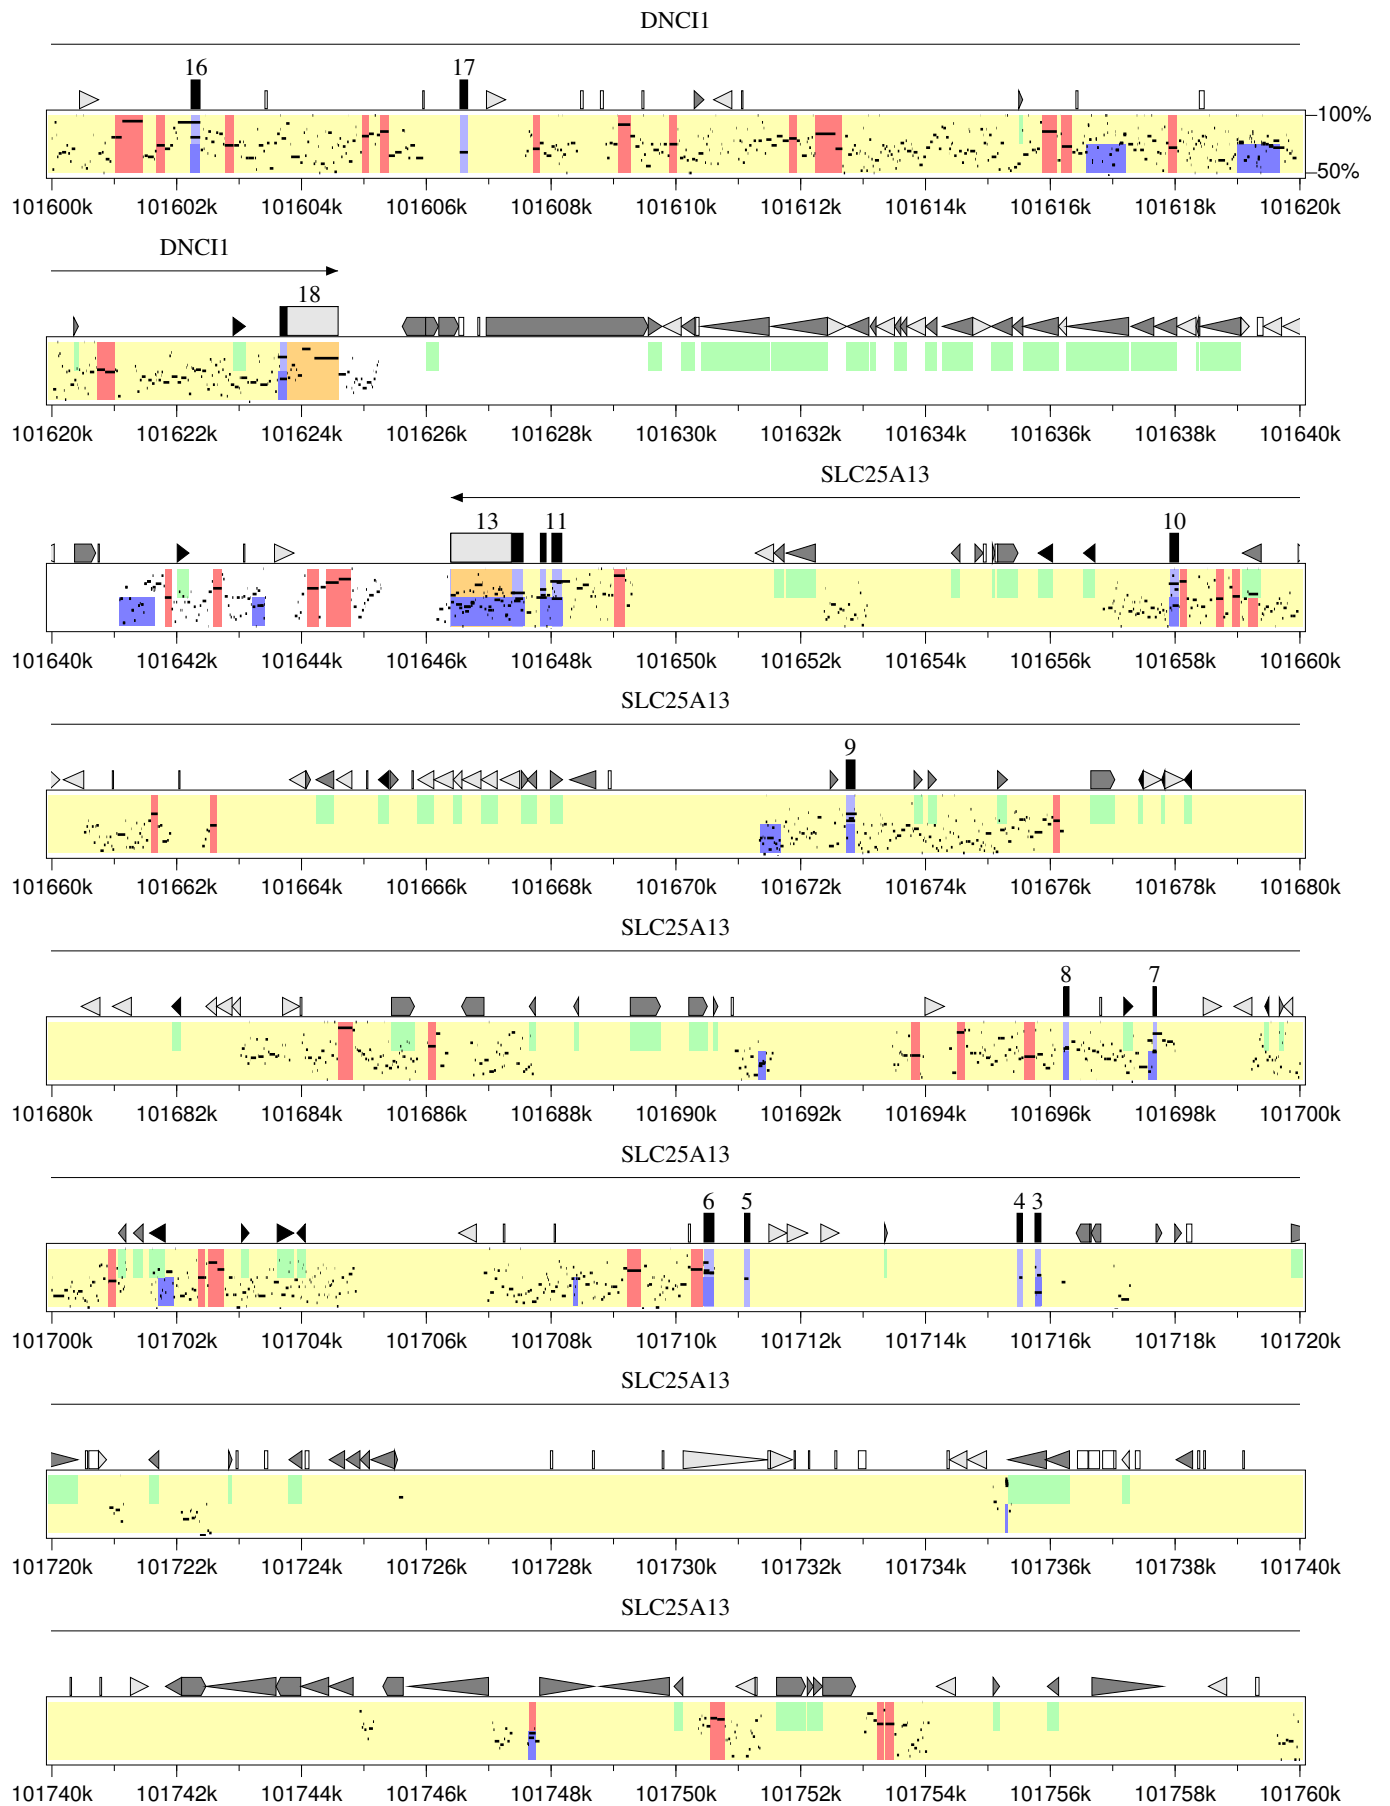 DNCI1
16 17
100%
50%
101600k 101602k 101604k 101606k 101608k 101610k 101612k 101614k 101616k 101618k 101620k
DNCI1
18
101620k 101622k 101624k 101626k 101628k 101630k 101632k 101634k 101636k 101638k 101640k
SLC25A13
13 11 10
101640k 101642k 101644k 101646k 101648k 101650k 101652k 101654k 101656k 101658k 101660k
SLC25A13
9
101660k 101662k 101664k 101666k 101668k 101670k 101672k 101674k 101676k 101678k 101680k
SLC25A13
8 7
101680k 101682k 101684k 101686k 101688k 101690k 101692k 101694k 101696k 101698k 101700k
SLC25A13
6 5 4 3
101700k 101702k 101704k 101706k 101708k 101710k 101712k 101714k 101716k 101718k 101720k
SLC25A13
101720k 101722k 101724k 101726k 101728k 101730k 101732k 101734k 101736k 101738k 101740k
SLC25A13
101740k 101742k 101744k 101746k 101748k 101750k 101752k 101754k 101756k 101758k 101760k